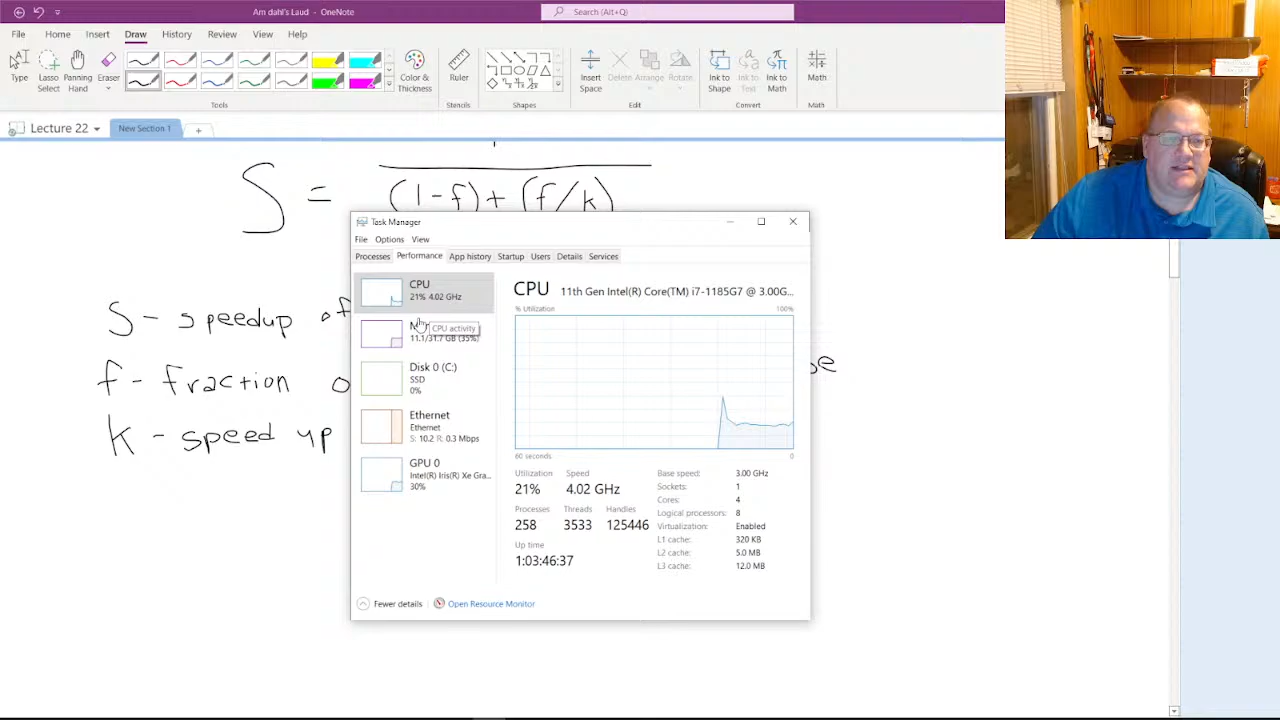 Am dahl's Laud - OneNote
Search (Alt+Q)
File Home Insert Draw History Review View Help
Type
Lasso Select
Panning Hand
Eraser
Color & Thickness
Ruler
Insert Space
Delete Arrange Rotate
Ink to Shape
Ink to Text
Ink to Math
Math
Tools Stencils Shapes Edit Convert Math
Lecture 22 New Section 1 +
S =
(1-f) + (f/k)
S - speedup of
f - fraction
k - speed up
Task Manager
File Options View
Processes Performance App history Startup Users Details Services
CPU
21% 4.02 GHz
CPU activity
11.1/31.7 GB (35%)
Disk 0 (C:)
SSD
0%
Ethernet
Ethernet
S: 10.2 R: 0.3 Mbps
GPU 0
Intel(R) Iris(R) Xe Gra...
30%
CPU 11th Gen Intel(R) Core(TM) i7-1185G7 @ 3.00G...
% Utilization 100%
60 seconds 0
Utilization Speed
21% 4.02 GHz
Processes Threads Handles
258 3533 125446
Up time
1:03:46:37
Base speed: 3.00 GHz
Sockets: 1
Cores: 4
Logical processors: 8
Virtualization: Enabled
L1 cache: 320 KB
L2 cache: 5.0 MB
L3 cache: 12.0 MB
Fewer details Open Resource Monitor